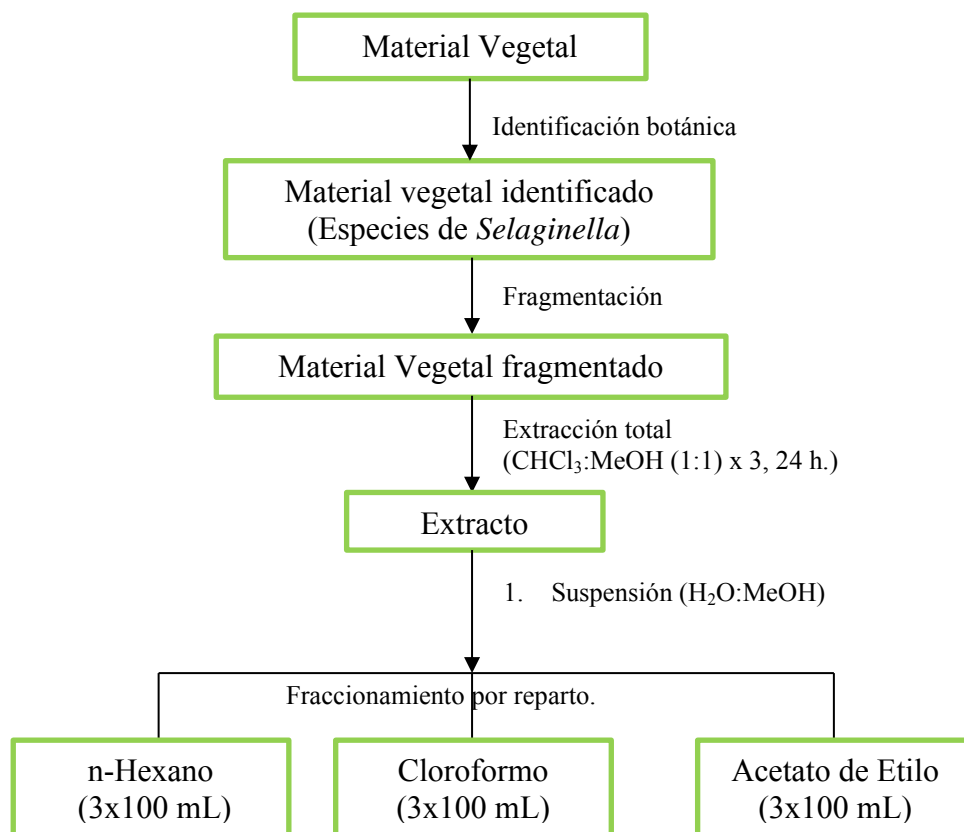 Material Vegetal
Identificación botánica
Material vegetal identificado
(Especies de Selaginella)
Fragmentación
Material Vegetal fragmentado
Extracción total
(CHCl₃:MeOH (1:1) x 3, 24 h.)
Extracto
1. Suspensión (H₂O:MeOH)
Fraccionamiento por reparto.
n-Hexano
(3x100 mL)
Cloroformo
(3x100 mL)
Acetato de Etilo
(3x100 mL)